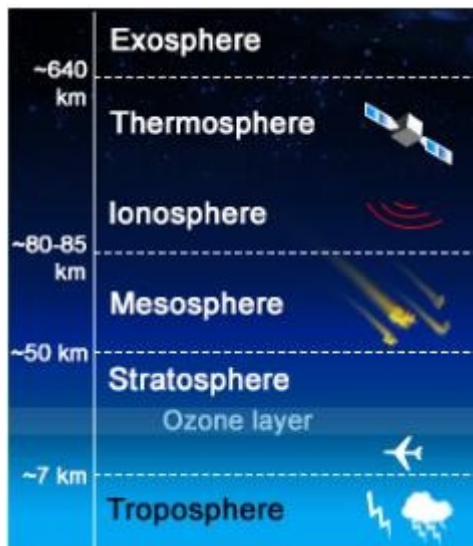 Exosphere
~640
km
Thermosphere
Ionosphere
~80-85
km
Mesosphere
~50 km
Stratosphere
Ozone layer
~7 km
Troposphere